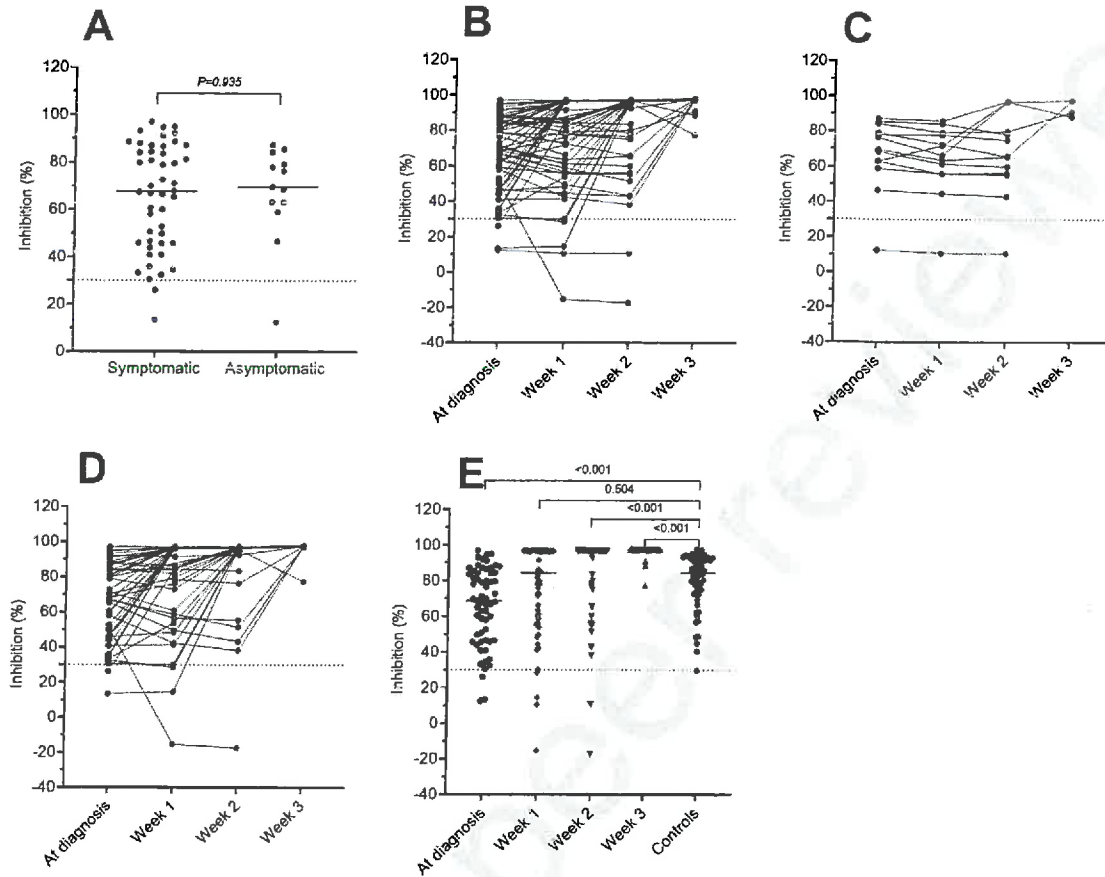 A
B
C
120
100
80
60
40
20
0
Inhibition (%)
P=0.935
Symptomatic
Asymptomatic
120
100
80
60
40
20
0
-20
-40
Inhibition (%)
At diagnosis
Week 1
Week 2
Week 3
120
100
80
60
40
20
0
-20
-40
Inhibition (%)
At diagnosis
Week 1
Week 2
Week 3
D
E
120
100
80
60
40
20
0
-20
-40
Inhibition (%)
At diagnosis
Week 1
Week 2
Week 3
<0.001
0.504
<0.001
<0.001
120
100
80
60
40
20
0
-20
-40
Inhibition (%)
At diagnosis
Week 1
Week 2
Week 3
Controls
peer review